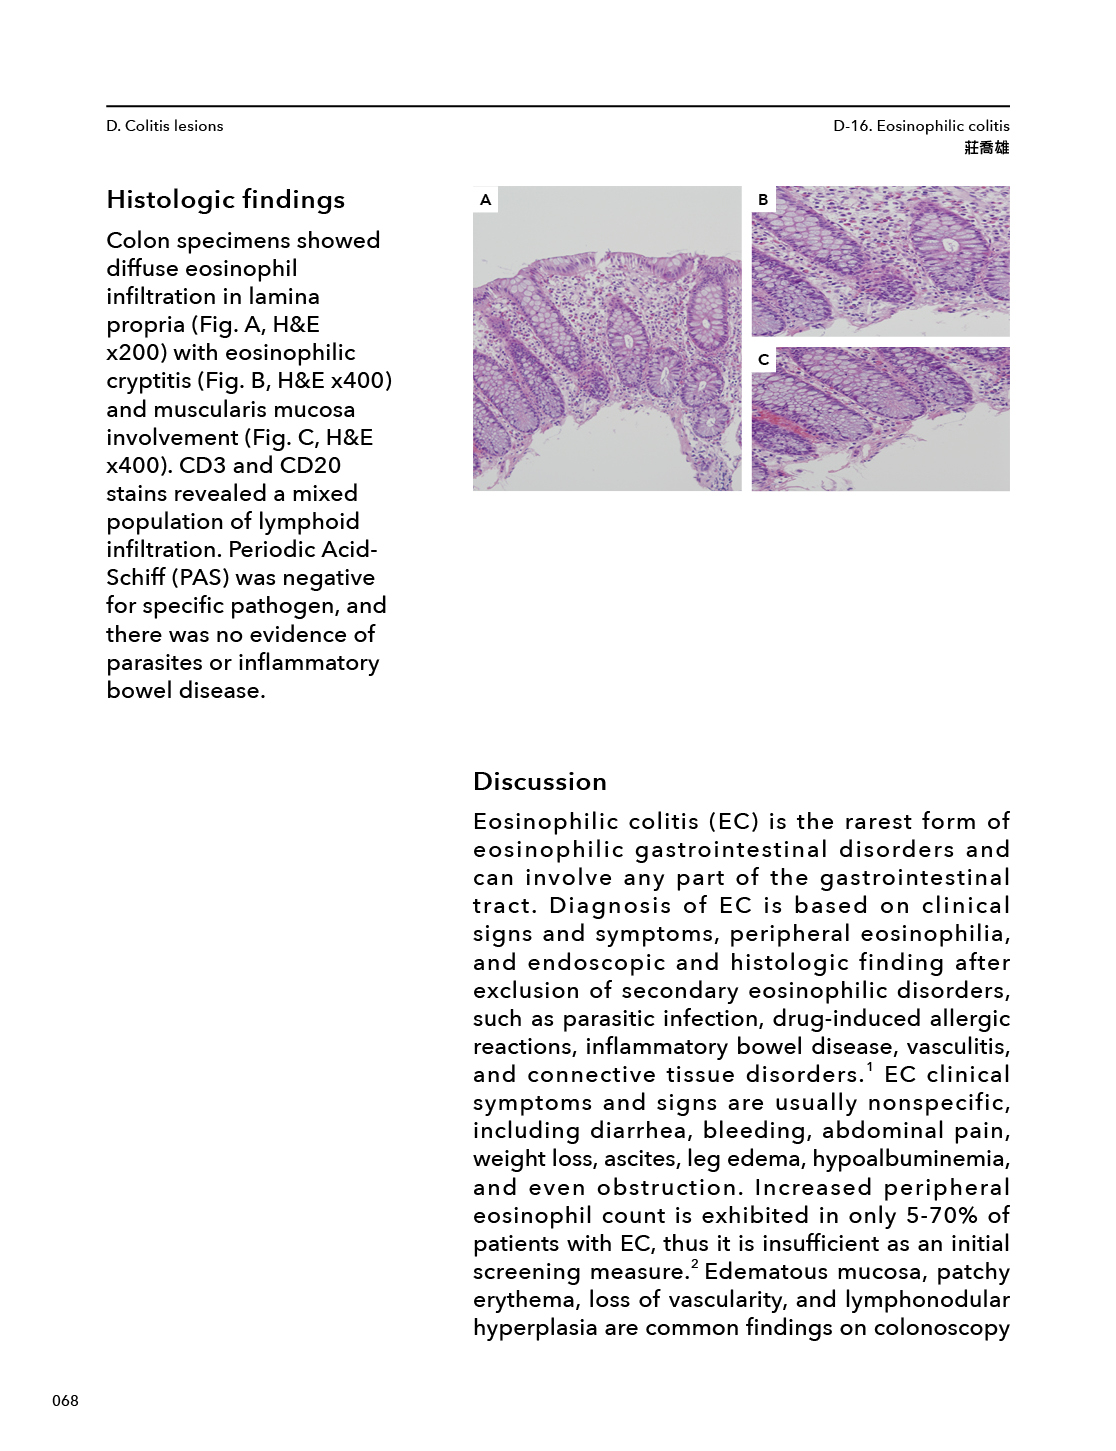 D. Colitis lesions
D-16. Eosinophilic colitis
莊喬雄
Histologic findings
Colon specimens showed
diffuse eosinophil
infiltration in lamina
propria (Fig. A, H&E
x200) with eosinophilic
cryptitis (Fig. B, H&E x400)
and muscularis mucosa
involvement (Fig. C, H&E
x400). CD3 and CD20
stains revealed a mixed
population of lymphoid
infiltration. Periodic Acid-
Schiff (PAS) was negative
for specific pathogen, and
there was no evidence of
parasites or inflammatory
bowel disease.
A
B
C
Discussion
Eosinophilic colitis (EC) is the rarest form of
eosinophilic gastrointestinal disorders and
can involve any part of the gastrointestinal
tract. Diagnosis of EC is based on clinical
signs and symptoms, peripheral eosinophilia,
and endoscopic and histologic finding after
exclusion of secondary eosinophilic disorders,
such as parasitic infection, drug-induced allergic
reactions, inflammatory bowel disease, vasculitis,
and connective tissue disorders.¹ EC clinical
symptoms and signs are usually nonspecific,
including diarrhea, bleeding, abdominal pain,
weight loss, ascites, leg edema, hypoalbuminemia,
and even obstruction. Increased peripheral
eosinophil count is exhibited in only 5-70% of
patients with EC, thus it is insufficient as an initial
screening measure.² Edematous mucosa, patchy
erythema, loss of vascularity, and lymphonodular
hyperplasia are common findings on colonoscopy
068